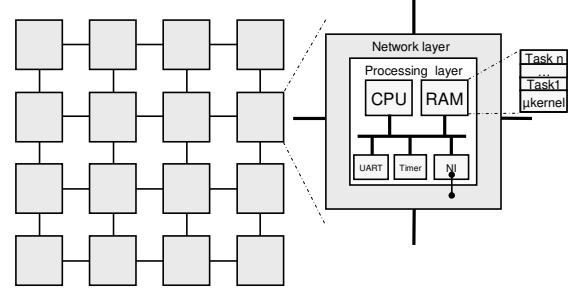 Network layer
Processing layer
CPU RAM
UART Timer NI
Task n
...
Task1
µkernel